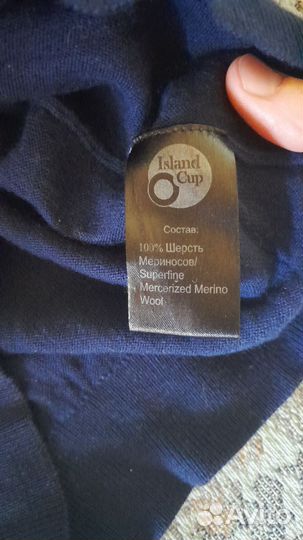 Island
Cup
Состав:
100% Шерсть
Мериносов/
Superfine
Mercerized Merino
Wool
Avito